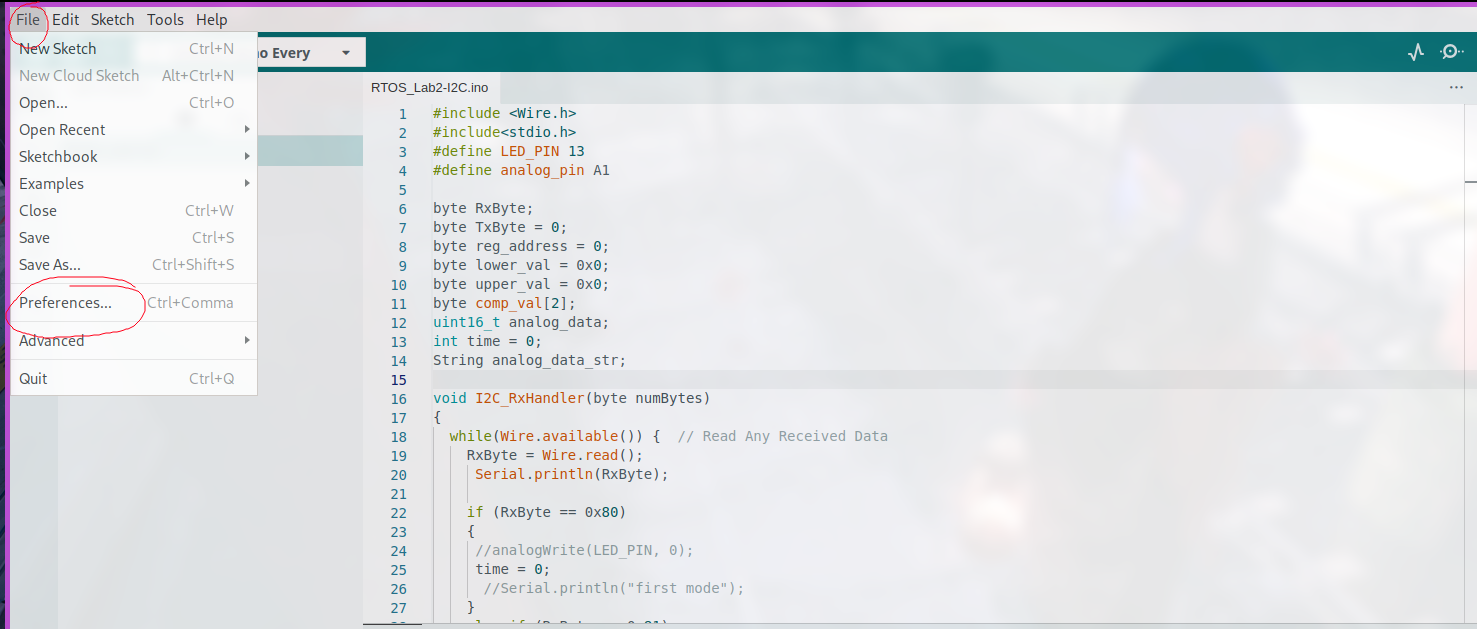 File Edit Sketch Tools Help
New Sketch Ctrl+N
New Cloud Sketch Alt+Ctrl+N
Open... Ctrl+O
Open Recent
Sketchbook
Examples
Close Ctrl+W
Save Ctrl+S
Save As... Ctrl+Shift+S
Preferences... Ctrl+Comma
Advanced
Quit Ctrl+Q
o Every
RTOS_Lab2-I2C.ino
1 #include <Wire.h>
2 #include<stdio.h>
3 #define LED_PIN 13
4 #define analog_pin A1
5
6 byte RxByte;
7 byte TxByte = 0;
8 byte reg_address = 0;
9 byte lower_val = 0x0;
10 byte upper_val = 0x0;
11 byte comp_val[2];
12 uint16_t analog_data;
13 int time = 0;
14 String analog_data_str;
15
16 void I2C_RxHandler(byte numBytes)
17 {
18 while(Wire.available()) { // Read Any Received Data
19 RxByte = Wire.read();
20 Serial.println(RxByte);
21
22 if (RxByte == 0x80)
23 {
24 //analogWrite(LED_PIN, 0);
25 time = 0;
26 //Serial.println("first mode");
27 }